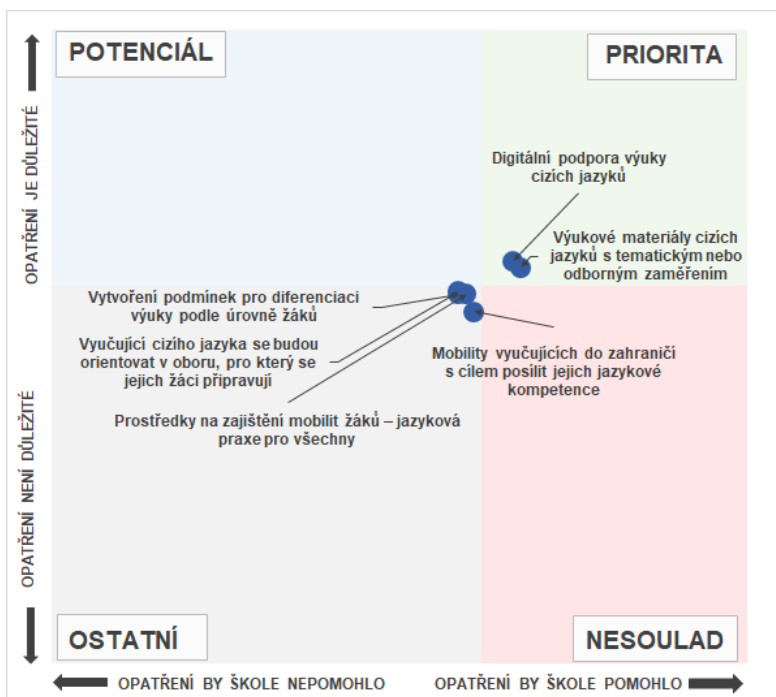 POTENCIÁL
PRIORITA
OPATŘENÍ JE DŮLEŽITÉ
Digitální podpora výuky
cizích jazyků
Výukové materiály cizích
jazyků s tematickým nebo
odborným zaměřením
Vytvoření podmínek pro diferenciaci
výuky podle úrovně žáků
Vyučující cizího jazyka se budou
orientovat v oboru, pro který se
jejich žáci připravují
Mobility vyučujících do zahraničí
s cílem posílit jejich jazykové
kompetence
Prostředky na zajištění mobilit žáků – jazyková
praxe pro všechny
OPATŘENÍ NENÍ DŮLEŽITÉ
OSTATNÍ
NESOULAD
OPATŘENÍ BY ŠKOLE NEPOMOHLO
OPATŘENÍ BY ŠKOLE POMOHLO